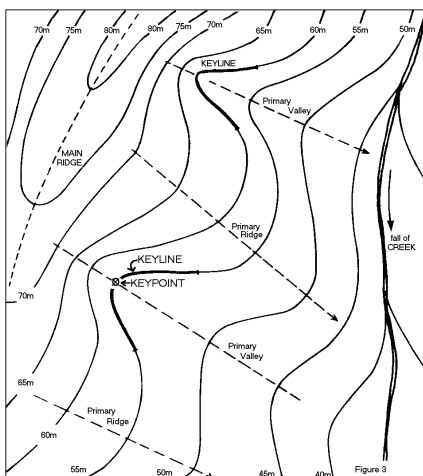 70m
75m
80m
80m
75m
70m
65m
60m
55m
50m
KEYLINE
Primary
Valley
MAIN
RIDGE
Primary
Ridge
fall of
CREEK
KEYLINE
KEYPOINT
70m
Primary
Valley
65m
Primary
Ridge
60m
55m
50m
45m
40m
Figure 3